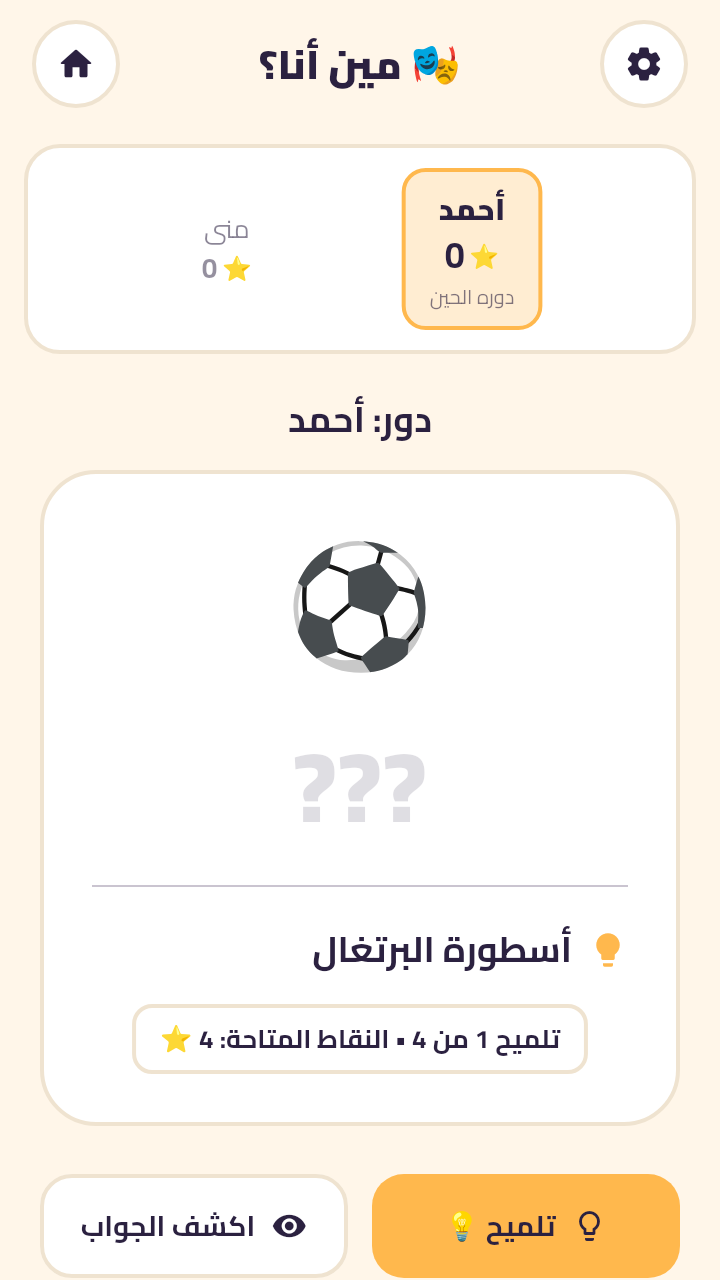 🎭 مين أنا؟
أحمد
⭐ 0
دوره الحين
منى
⭐ 0
دور: أحمد
???
أسطورة البرتغال
تلميح 1 من 4 • النقاط المتاحة: 4 ⭐
تلميح 💡
اكشف الجواب